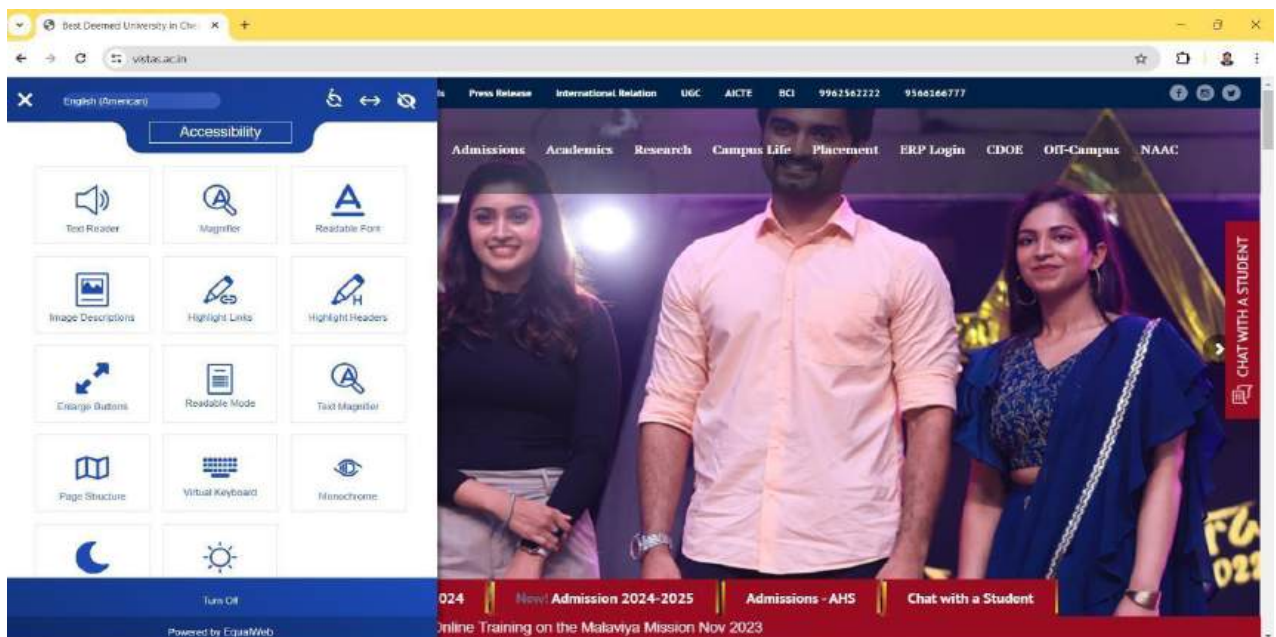 Best Deemed University in Che
vistas.ac.in
English (American)
Accessibility
Text Reader
Magnifier
Readable Font
Image Descriptions
Highlight Links
Highlight Headers
Enlarge Buttons
Readable Mode
Text Magnifier
Page Structure
Virtual Keyboard
Monochrome
Turn Off
Powered by EqualWeb
Press Release International Relation UGC AICTE BCI 9962562222 9566166777
Admissions Academics Research Campus Life Placement ERP Login CDOE Off-Campus NAAC
CHAT WITH A STUDENT
022
024 New! Admission 2024-2025 Admissions - AHS Chat with a Student
Online Training on the Malaviya Mission Nov 2023